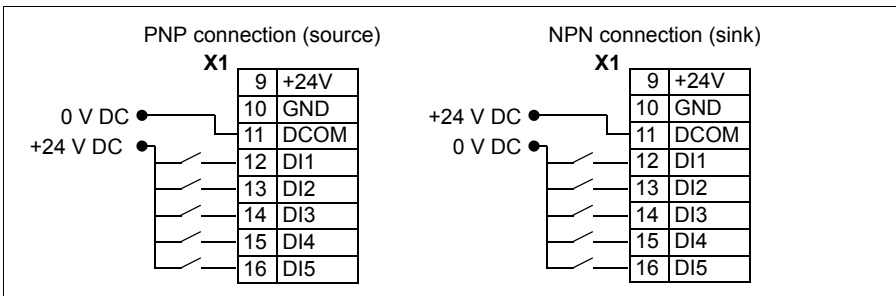 PNP connection (source)
X1
9 +24V
10 GND
11 DCOM
12 DI1
13 DI2
14 DI3
15 DI4
16 DI5
0 V DC
+24 V DC
NPN connection (sink)
X1
9 +24V
10 GND
11 DCOM
12 DI1
13 DI2
14 DI3
15 DI4
16 DI5
+24 V DC
0 V DC